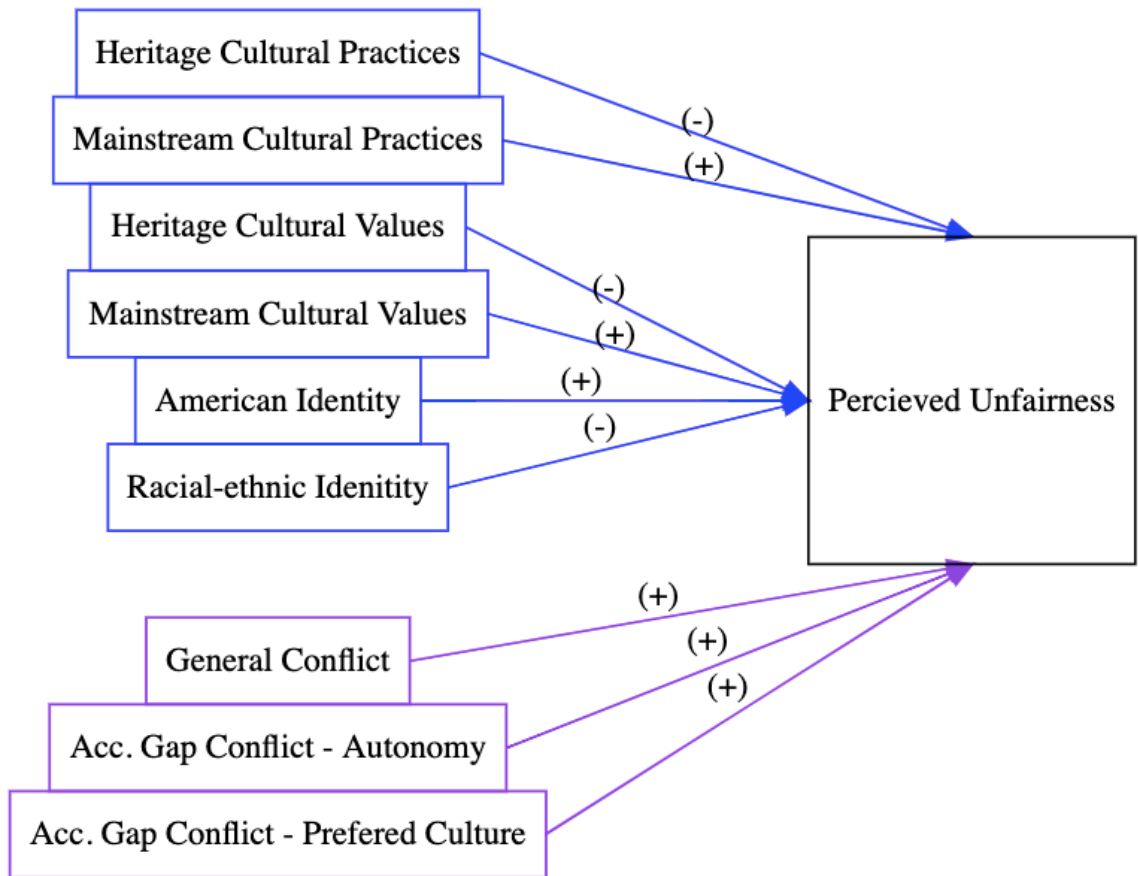 Heritage Cultural Practices
(-)
Mainstream Cultural Practices
(+)
Heritage Cultural Values
(-)
Mainstream Cultural Values
(+)
American Identity
(+)
Percieved Unfairness
Racial-ethnic Idenitity
(-)
General Conflict
(+)
Acc. Gap Conflict - Autonomy
(+)
Acc. Gap Conflict - Prefered Culture
(+)